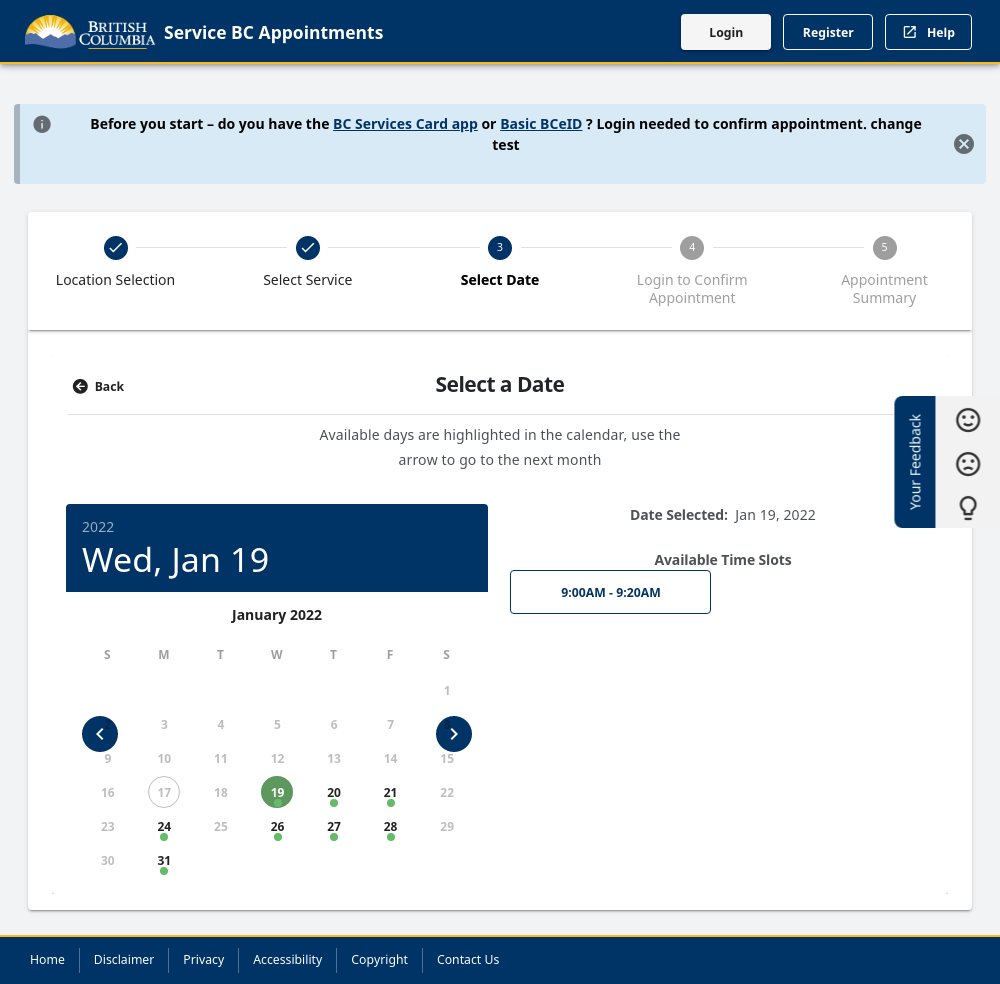 BRITISH
COLUMBIA
Service BC Appointments
Login
Register
Help
Before you start – do you have the BC Services Card app or Basic BCeID ? Login needed to confirm appointment. change
test
3
4
5
Location Selection
Select Service
Select Date
Login to Confirm
Appointment
Appointment
Summary
Back
Select a Date
Available days are highlighted in the calendar, use the
arrow to go to the next month
Your Feedback
2022
Wed, Jan 19
January 2022
S M T W T F S
1
3 4 5 6 7
9 10 11 12 13 14 15
16 17 18 19 20 21 22
23 24 25 26 27 28 29
30 31
Date Selected: Jan 19, 2022
Available Time Slots
9:00AM - 9:20AM
Home
Disclaimer
Privacy
Accessibility
Copyright
Contact Us